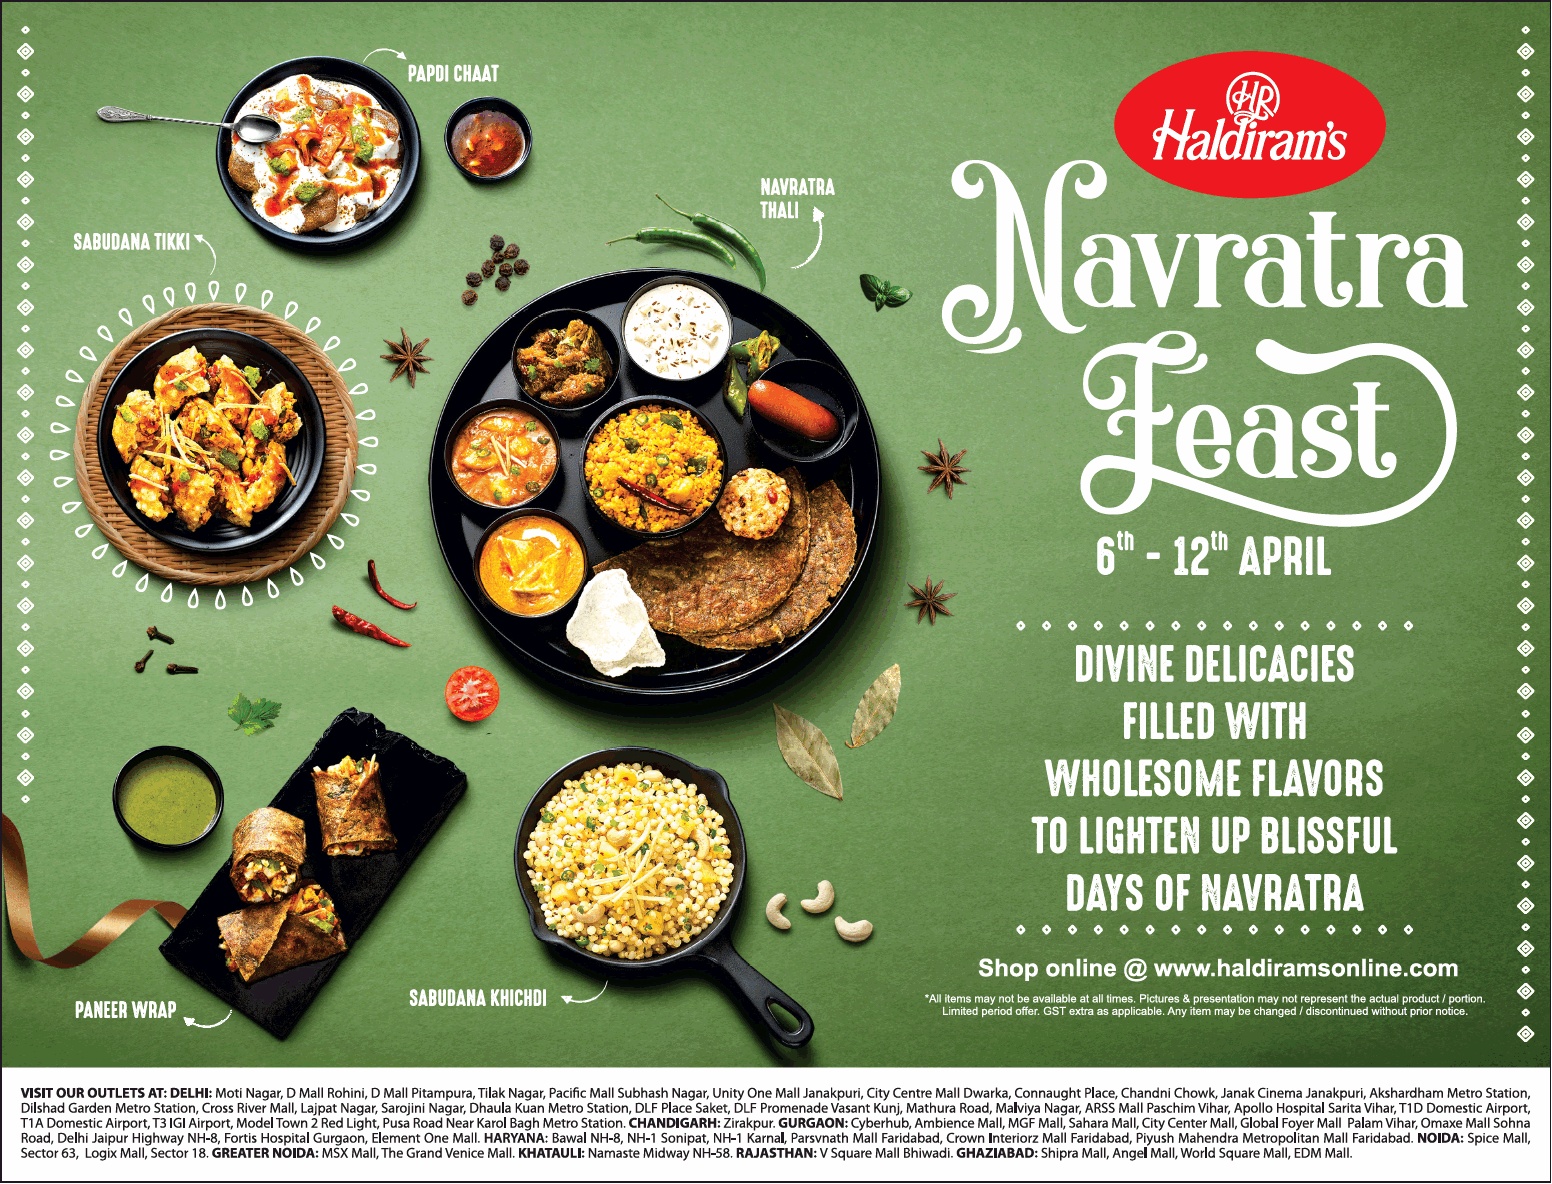 PAPDI CHAAT
NAVRATRA
THALI
SABUDANA TIKKI
PANEER WRAP
SABUDANA KHICHDI
HR
Haldiram's
Navratra
Feast
6th - 12th APRIL
DIVINE DELICACIES
FILLED WITH
WHOLESOME FLAVORS
TO LIGHTEN UP BLISSFUL
DAYS OF NAVRATRA
Shop online @ www.haldiramsonline.com
*All items may not be available at all times. Pictures & presentation may not represent the actual product / portion.
Limited period offer. GST extra as applicable. Any item may be changed / discontinued without prior notice.
VISIT OUR OUTLETS AT: DELHI: Moti Nagar, D Mall Rohini, D Mall Pitampura, Tilak Nagar, Pacific Mall Subhash Nagar, Unity One Mall Janakpuri, City Centre Mall Dwarka, Connaught Place, Chandni Chowk, Janak Cinema Janakpuri, Akshardham Metro Station,
Dilshad Garden Metro Station, Cross River Mall, Lajpat Nagar, Sarojini Nagar, Dhaula Kuan Metro Station, DLF Place Saket, DLF Promenade Vasant Kunj, Mathura Road, Malviya Nagar, ARSS Mall Paschim Vihar, Apollo Hospital Sarita Vihar, T1D Domestic Airport,
T1A Domestic Airport, T3 IGI Airport, Model Town 2 Red Light, Pusa Road Near Karol Bagh Metro Station. CHANDIGARH: Zirakpur. GURGAON: Cyberhub, Ambience Mall, MGF Mall, Sahara Mall, City Center Mall, Global Foyer Mall Palam Vihar, Omaxe Mall Sohna
Road, Delhi Jaipur Highway NH-8, Fortis Hospital Gurgaon, Element One Mall. HARYANA: Bawal NH-8, NH-1 Sonipat, NH-1 Karnal, Parsvnath Mall Faridabad, Crown Interiorz Mall Faridabad, Piyush Mahendra Metropolitan Mall Faridabad. NOIDA: Spice Mall,
Sector 63, Logix Mall, Sector 18. GREATER NOIDA: MSX Mall, The Grand Venice Mall. KHATAULI: Namaste Midway NH-58. RAJASTHAN: V Square Mall Bhiwadi. GHAZIABAD: Shipra Mall, Angel Mall, World Square Mall, EDM Mall.